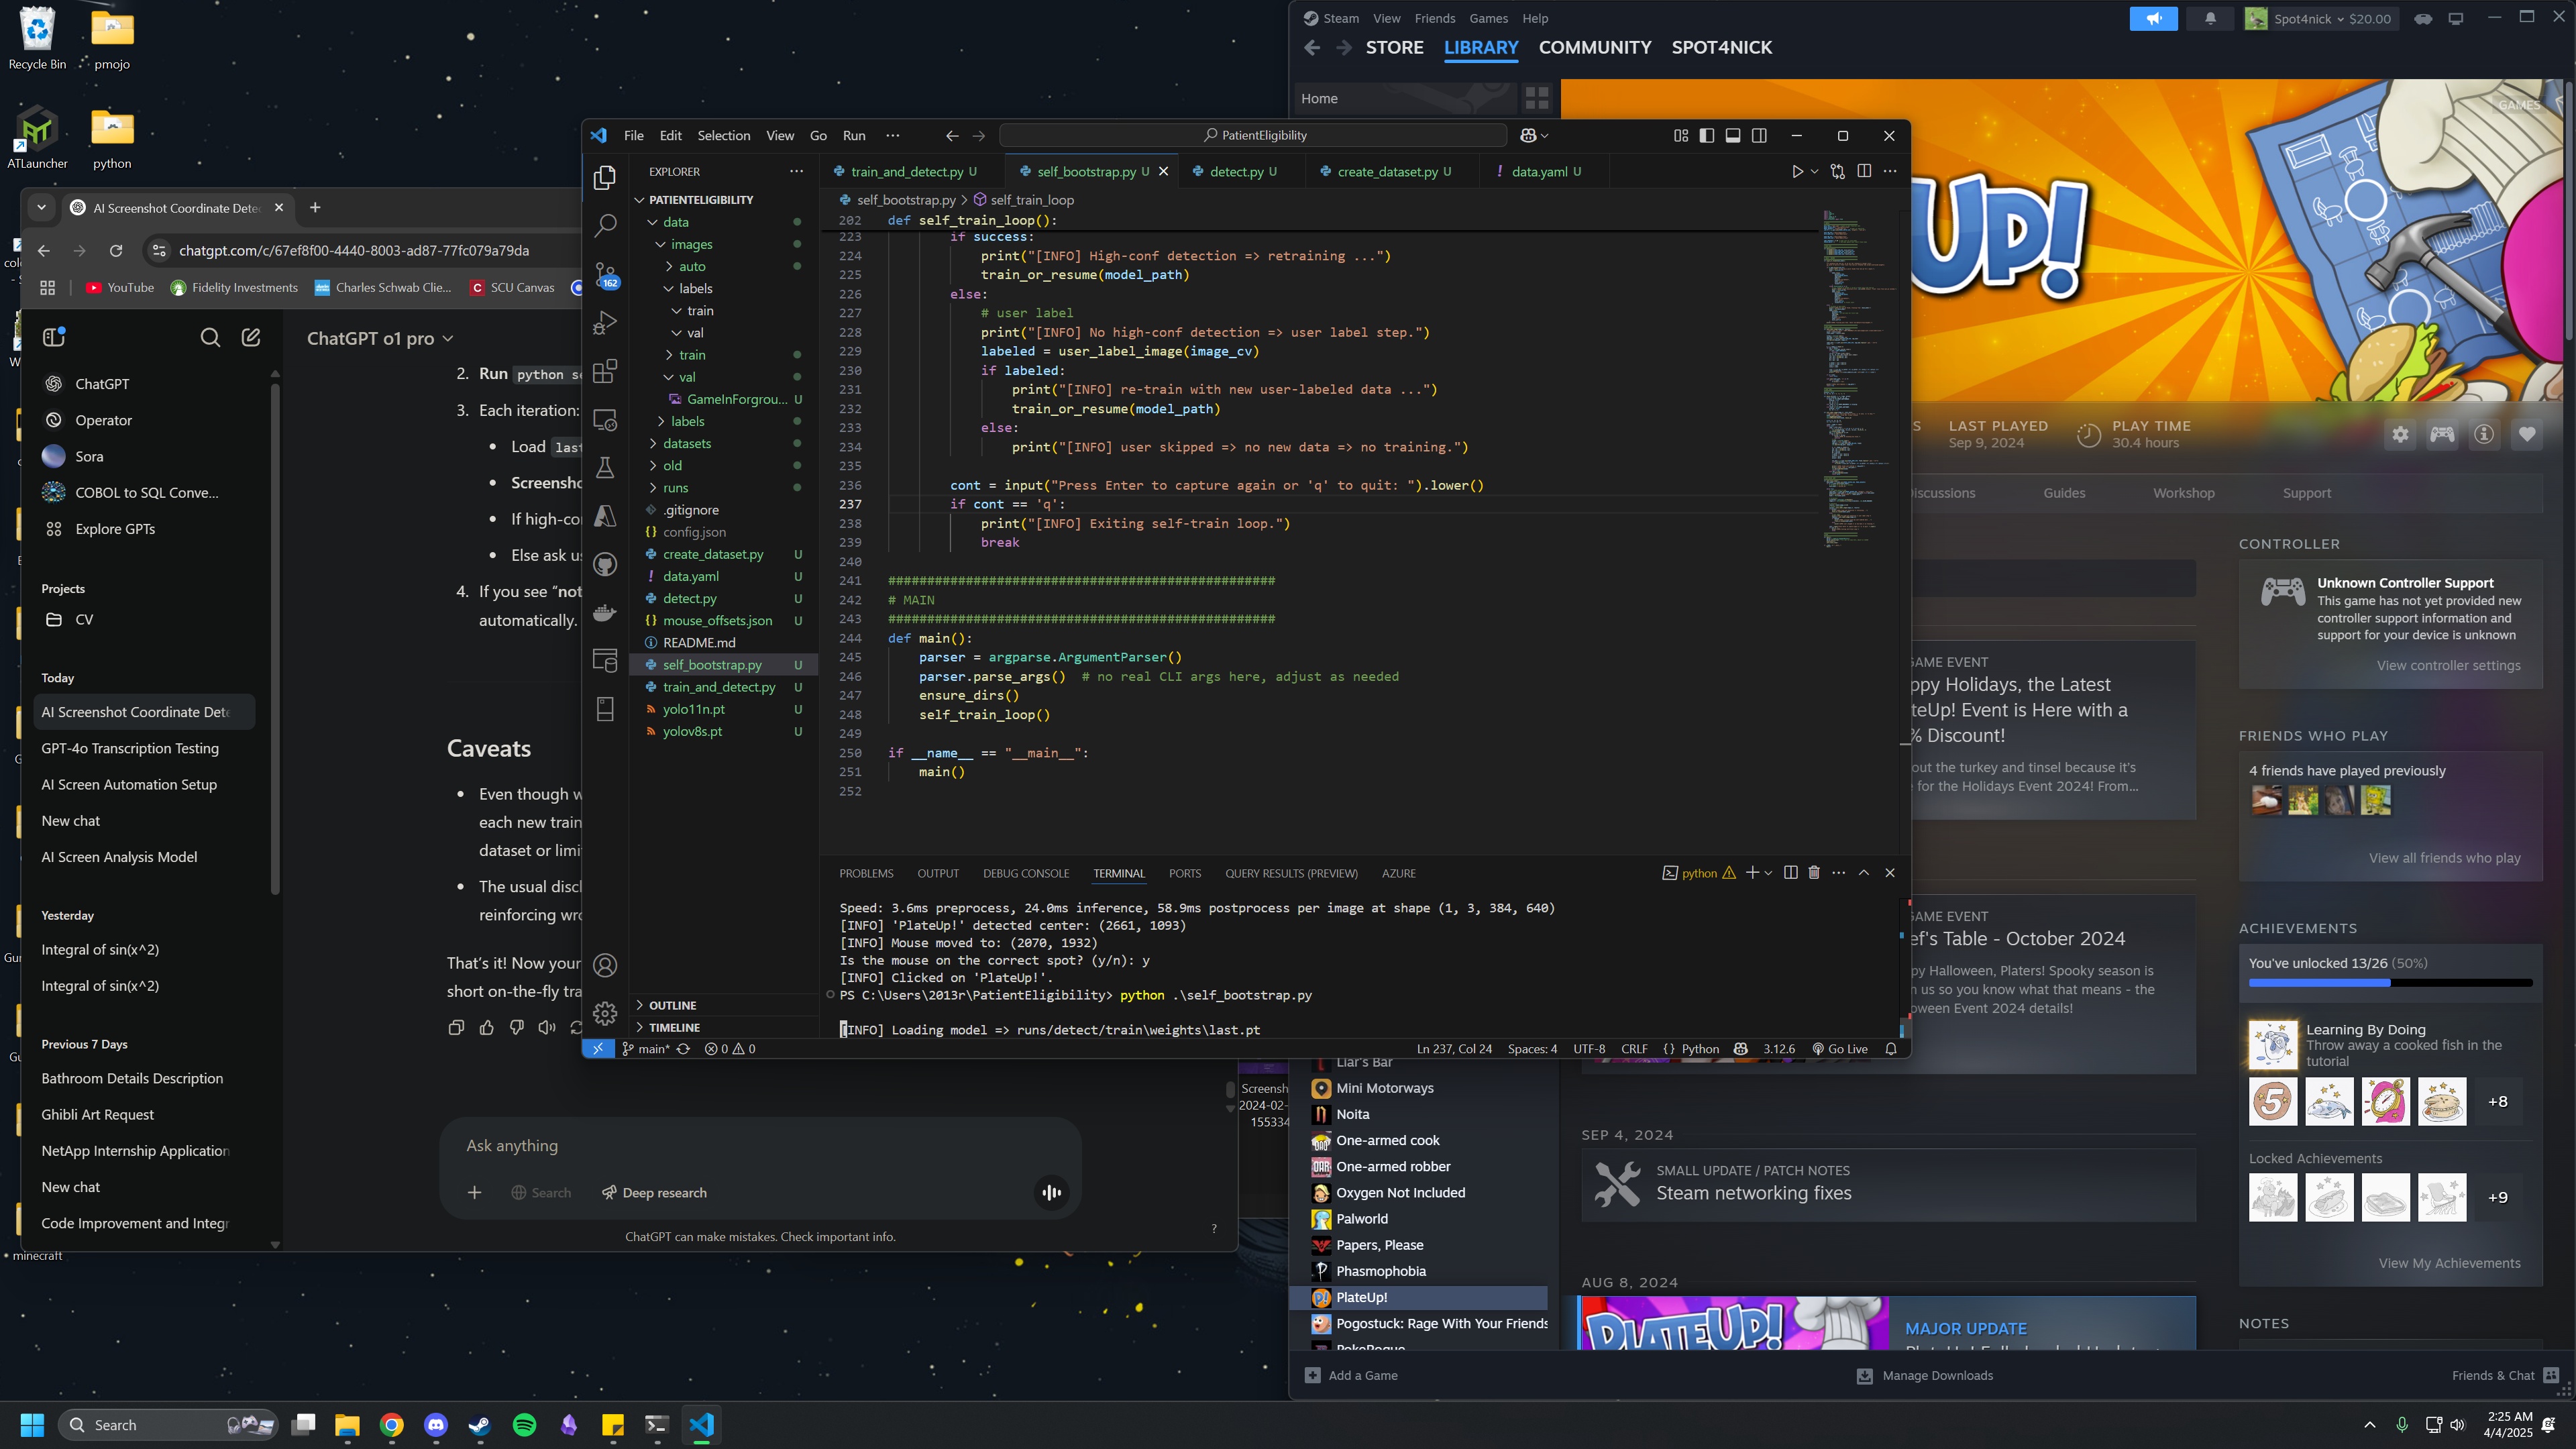 Recycle Bin
pmojo
ATLauncher
python
minecraft
AI Screenshot Coordinate Dete
chatgpt.com/c/67ef8f00-4440-8003-ad87-77fc079a79da
YouTube
Fidelity Investments
Charles Schwab Clie...
SCU Canvas
ChatGPT o1 pro
ChatGPT
Operator
Sora
COBOL to SQL Conve...
Explore GPTs
Projects
CV
Today
AI Screenshot Coordinate Dete
GPT-4o Transcription Testing
AI Screen Automation Setup
New chat
AI Screen Analysis Model
Yesterday
Integral of sin(x^2)
Integral of sin(x^2)
Previous 7 Days
Bathroom Details Description
Ghibli Art Request
NetApp Internship Application
New chat
Code Improvement and Integr
2. Run python se
3. Each iteration:
Load last
Screensho
If high-co
Else ask us
4. If you see “not
automatically.
Caveats
Even though w
each new train
dataset or limi
The usual discl
reinforcing wro
That’s it! Now your
short on-the-fly tra
Ask anything
Search
Deep research
ChatGPT can make mistakes. Check important info.
?
Screensh
2024-02-
155334
File Edit Selection View Go Run ...
PatientEligibility
EXPLORER
PATIENTELIGIBILITY
data
images
auto
labels
train
val
train
val
GameInForgrou... U
labels
datasets
old
runs
.gitignore
config.json
create_dataset.py U
data.yaml U
detect.py U
mouse_offsets.json U
README.md
self_bootstrap.py U
train_and_detect.py U
yolo11n.pt U
yolov8s.pt U
OUTLINE
TIMELINE
162
train_and_detect.py U
self_bootstrap.py U
detect.py U
create_dataset.py U
data.yaml U
self_bootstrap.py > self_train_loop
202 def self_train_loop():
223 if success:
224 print("[INFO] High-conf detection => retraining ...")
225 train_or_resume(model_path)
226 else:
227 # user label
228 print("[INFO] No high-conf detection => user label step.")
229 labeled = user_label_image(image_cv)
230 if labeled:
231 print("[INFO] re-train with new user-labeled data ...")
232 train_or_resume(model_path)
233 else:
234 print("[INFO] user skipped => no new data => no training.")
235
236 cont = input("Press Enter to capture again or 'q' to quit: ").lower()
237 if cont == 'q':
238 print("[INFO] Exiting self-train loop.")
239 break
240
241 ##################################################
242 # MAIN
243 ##################################################
244 def main():
245 parser = argparse.ArgumentParser()
246 parser.parse_args() # no real CLI args here, adjust as needed
247 ensure_dirs()
248 self_train_loop()
249
250 if __name__ == "__main__":
251 main()
252
PROBLEMS OUTPUT DEBUG CONSOLE TERMINAL PORTS QUERY RESULTS (PREVIEW) AZURE
python
Speed: 3.6ms preprocess, 24.0ms inference, 58.9ms postprocess per image at shape (1, 3, 384, 640)
[INFO] 'PlateUp!' detected center: (2661, 1093)
[INFO] Mouse moved to: (2070, 1932)
Is the mouse on the correct spot? (y/n): y
[INFO] Clicked on 'PlateUp!'.
PS C:\Users\2013r\PatientEligibility> python .\self_bootstrap.py
[INFO] Loading model => runs/detect/train\weights\last.pt
main* 0 0
Ln 237, Col 24 Spaces: 4 UTF-8 CRLF {} Python 3.12.6 Go Live
Steam View Friends Games Help
Spot4nick $20.00
STORE LIBRARY COMMUNITY SPOT4NICK
Home
GAMES
UP!
LAST PLAYED
Sep 9, 2024
PLAY TIME
30.4 hours
iscussions
Guides
Workshop
Support
CONTROLLER
Unknown Controller Support
This game has not yet provided new
controller support information and
support for your device is unknown
View controller settings
GAME EVENT
ppy Holidays, the Latest
teUp! Event is Here with a
% Discount!
out the turkey and tinsel because it's
for the Holidays Event 2024! From...
FRIENDS WHO PLAY
4 friends have played previously
View all friends who play
GAME EVENT
ef's Table - October 2024
py Halloween, Platers! Spooky season is
n us so you know what that means - the
oween Event 2024 details!
ACHIEVEMENTS
You've unlocked 13/26 (50%)
Learning By Doing
Throw away a cooked fish in the
tutorial
5
+8
Locked Achievements
+9
View My Achievements
NOTES
Liar's Bar
Mini Motorways
Noita
One-armed cook
One-armed robber
Oxygen Not Included
Palworld
Papers, Please
Phasmophobia
PlateUp!
Pogostuck: Rage With Your Friends
PokeRogue
SEP 4, 2024
SMALL UPDATE / PATCH NOTES
Steam networking fixes
AUG 8, 2024
PLATEUP!
MAJOR UPDATE
Add a Game
Manage Downloads
Friends & Chat
Search
2:25 AM
4/4/2025